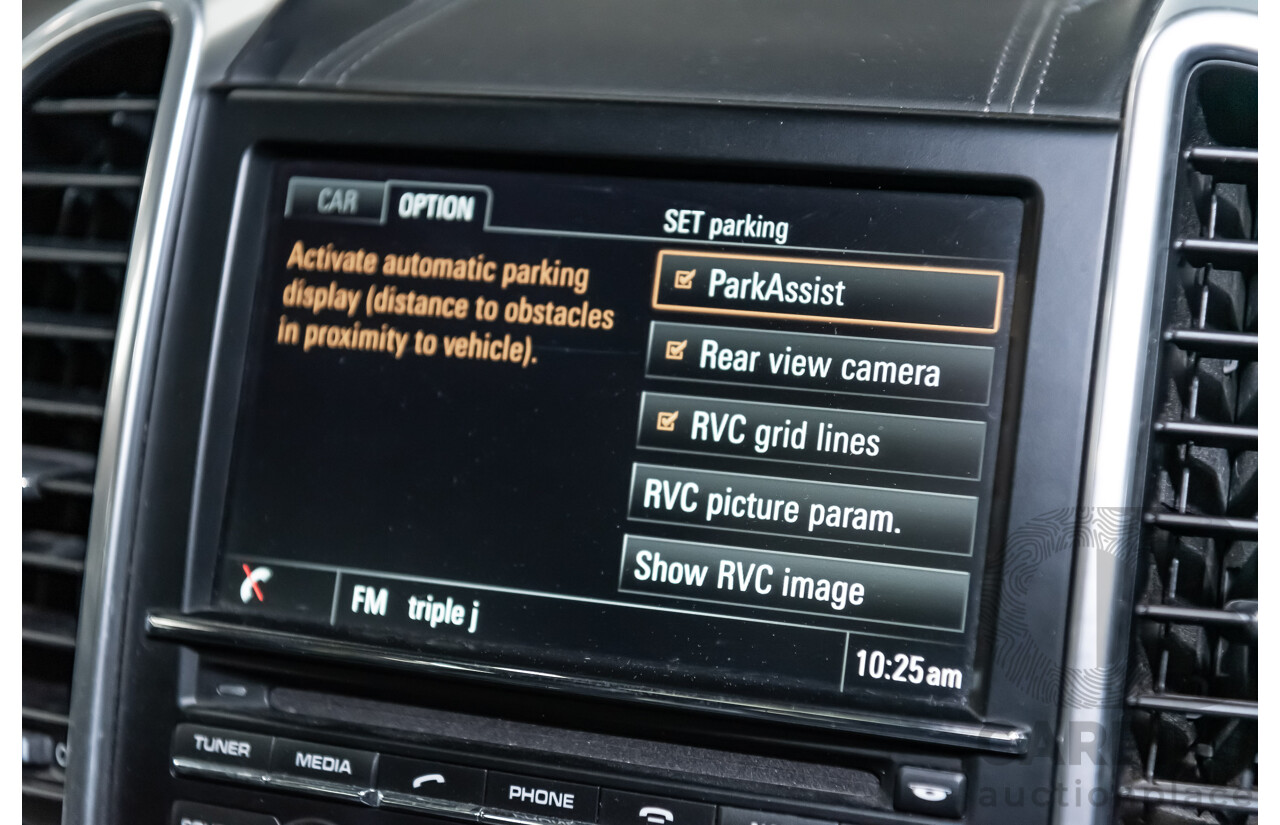 CAR OPTION
SET parking
Activate automatic parking
display (distance to obstacles
in proximity to vehicle).
ParkAssist
Rear view camera
RVC grid lines
RVC picture param.
Show RVC image
FM triple j
10:25am
TUNER
MEDIA
PHONE